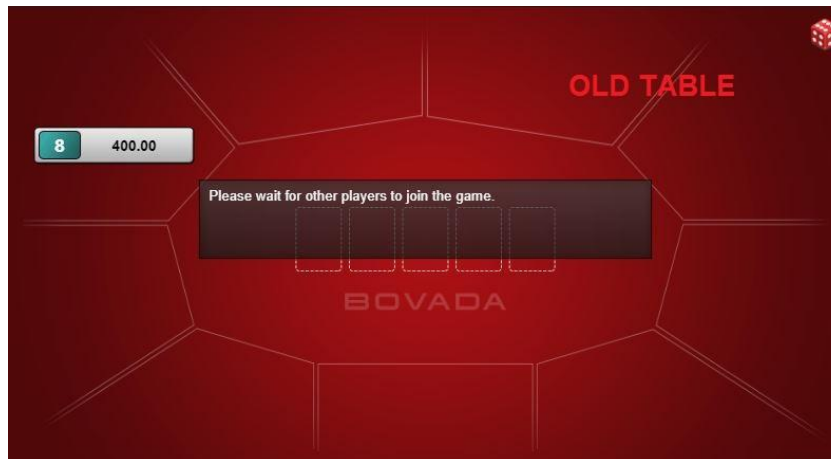 OLD TABLE
8 400.00
Please wait for other players to join the game.
BOVADA